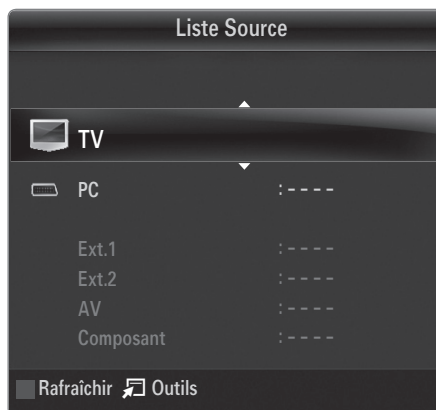 Liste Source
TV
PC : - - - -
Ext.1 : - - - -
Ext.2 : - - - -
AV : - - - -
Composant : - - - -
Rafraîchir Outils